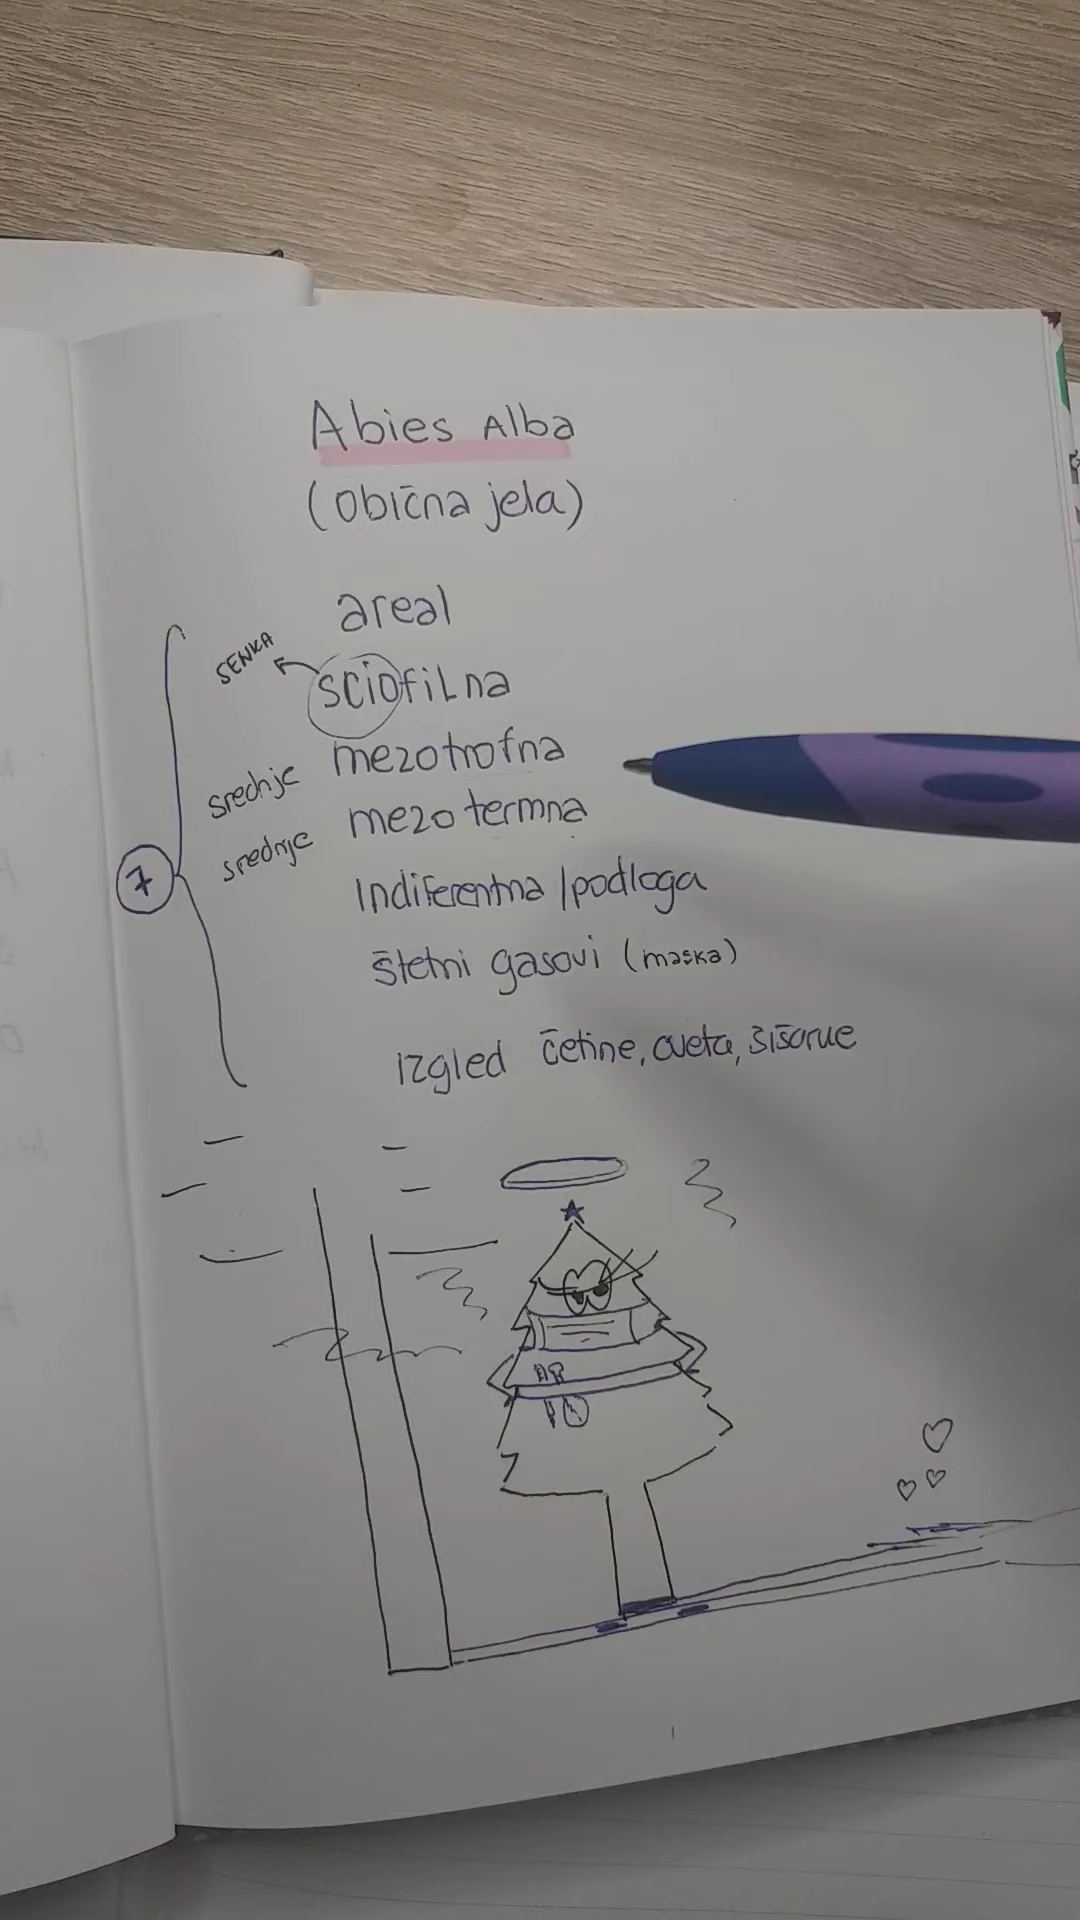 Abies Alba
(Obična jela)
areal
SENKA
sciofilna
srednje
mezotrofna
srednje
mezotermna
Indiferentna/podloga
štetni gasovi (maska)
izgled četine, cveta, šišarke
7